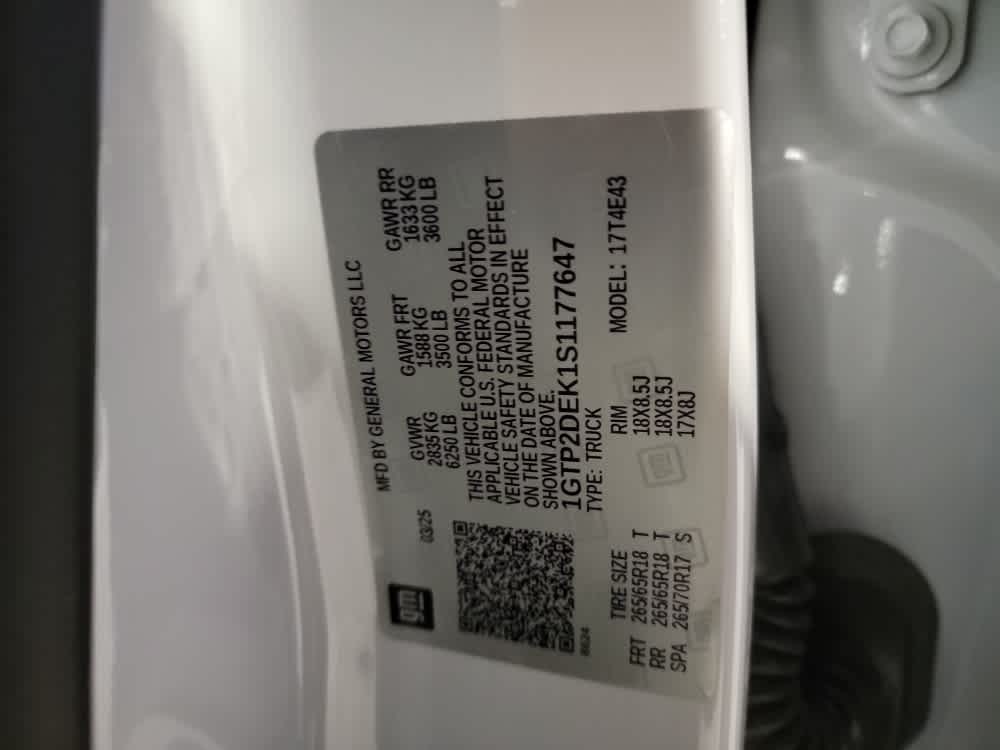 gm
03/25
MFD BY GENERAL MOTORS LLC
GVWR GAWR FRT GAWR RR
2835 KG 1588 KG 1633 KG
6250 LB 3500 LB 3600 LB
THIS VEHICLE CONFORMS TO ALL
APPLICABLE U.S. FEDERAL MOTOR
VEHICLE SAFETY STANDARDS IN EFFECT
ON THE DATE OF MANUFACTURE
SHOWN ABOVE.
1GTP2DEK1S1177647
TYPE: TRUCK
TIRE SIZE RIM MODEL: 17T4E43
FRT 265/65R18 T 18X8.5J
RR 265/65R18 T 18X8.5J
SPA 265/70R17 S 17X8J